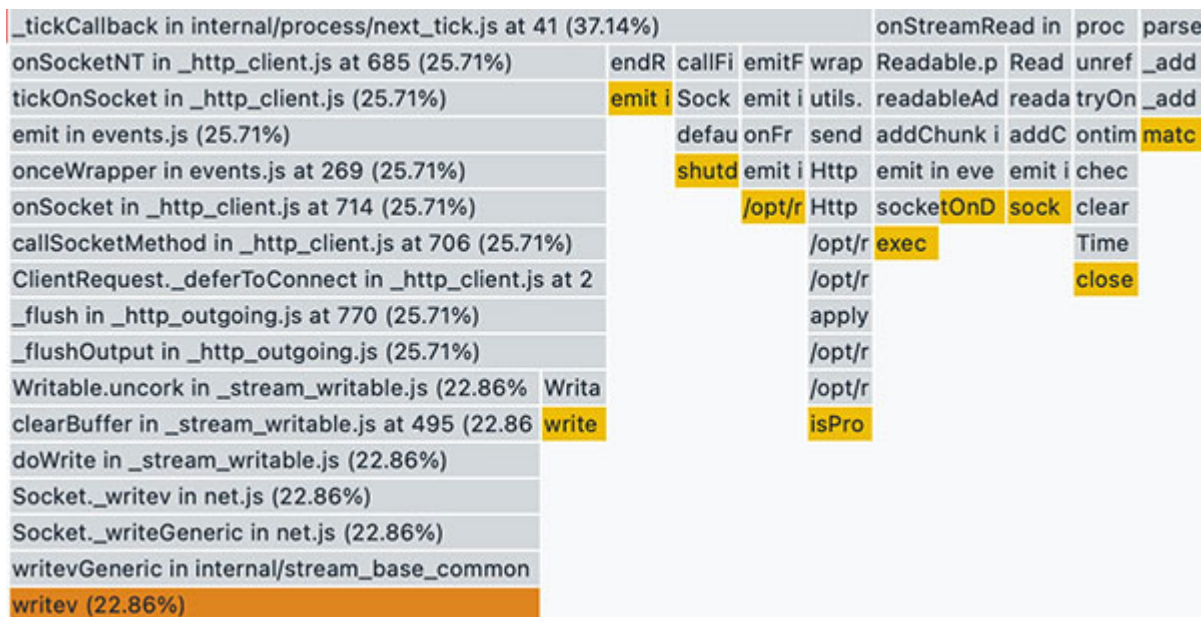 _tickCallback in internal/process/next_tick.js at 41 (37.14%) onStreamRead in proc parse
onSocketNT in _http_client.js at 685 (25.71%) endR callFi emitF wrap Readable.p Read unref _add
tickOnSocket in _http_client.js (25.71%) emit i Sock emit i utils. readableAd reada tryOn _add
emit in events.js (25.71%) defau onFr send addChunk i addC ontim matc
onceWrapper in events.js at 269 (25.71%) shutd emit i Http emit in eve emit i chec
onSocket in _http_client.js at 714 (25.71%) /opt/r Http socketOnD sock clear
callSocketMethod in _http_client.js at 706 (25.71%) /opt/r exec Time
ClientRequest._deferToConnect in _http_client.js at 2 /opt/r close
_flush in _http_outgoing.js at 770 (25.71%) apply
_flushOutput in _http_outgoing.js (25.71%) /opt/r
Writable.uncork in _stream_writable.js (22.86% Writa /opt/r
clearBuffer in _stream_writable.js at 495 (22.86 write isPro
doWrite in _stream_writable.js (22.86%)
Socket._writev in net.js (22.86%)
Socket._writeGeneric in net.js (22.86%)
writevGeneric in internal/stream_base_common
writev (22.86%)